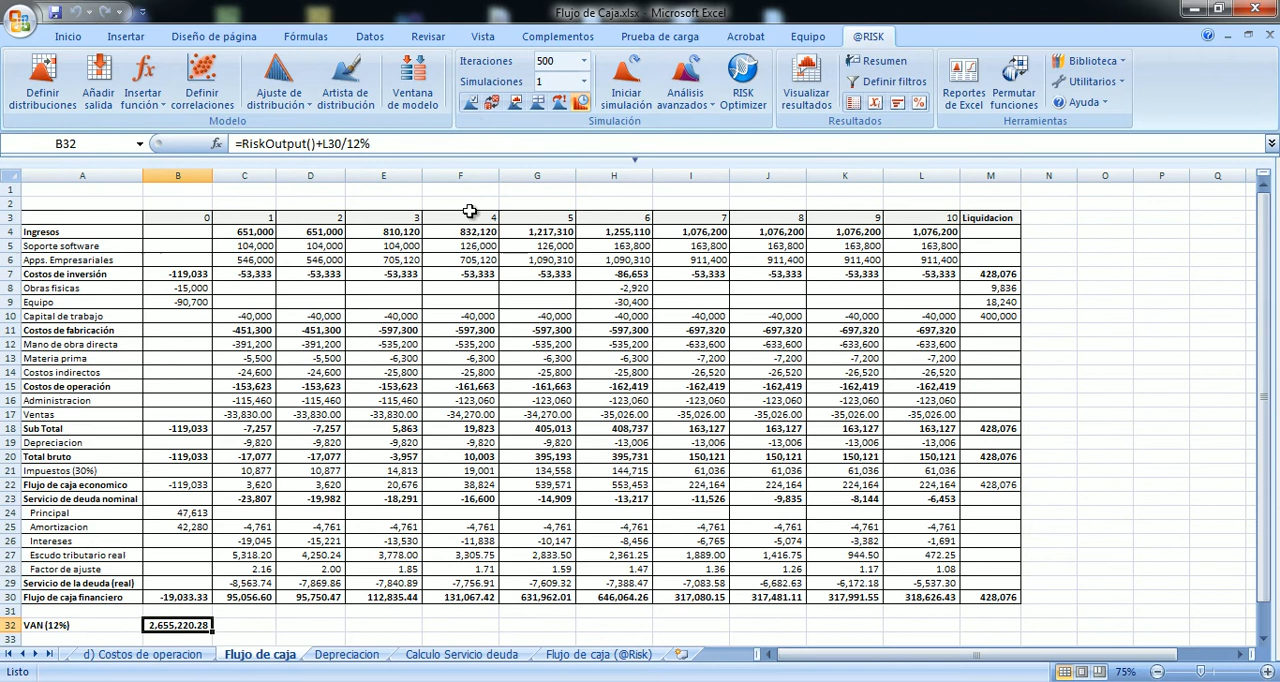 Flujo de Caja.xlsx - Microsoft Excel
Inicio Insertar Diseño de página Fórmulas Datos Revisar Vista Complementos Prueba de carga Acrobat Equipo @RISK
Definir distribuciones
Añadir salida
Insertar función
Definir correlaciones
Modelo
Ajuste de distribución
Artista de distribución
Ventana de modelo
Iteraciones 500
Simulaciones 1
Iniciar simulación
Análisis avanzados
RISK Optimizer
Simulación
Visualizar resultados
Resumen
Definir filtros
Resultados
Reportes de Excel
Permutar funciones
Biblioteca
Utilitarios
Ayuda
Herramientas
B32 fx =RiskOutput()+L30/12%
A B C D E F G H I J K L M N O P Q
1
2
3 0 1 2 3 4 5 6 7 8 9 10 Liquidacion
4 Ingresos 651,000 651,000 810,120 832,120 1,217,310 1,255,110 1,076,200 1,076,200 1,076,200 1,076,200
5 Soporte software 104,000 104,000 104,000 126,000 126,000 163,800 163,800 163,800 163,800 163,800
6 Apps. Empresariales 546,000 546,000 705,120 705,120 1,090,310 1,090,310 911,400 911,400 911,400 911,400
7 Costos de inversión -119,033 -53,333 -53,333 -53,333 -53,333 -53,333 -86,653 -53,333 -53,333 -53,333 -53,333 428,076
8 Obras fisicas -15,000 -2,920 9,836
9 Equipo -90,700 -30,400 18,240
10 Capital de trabajo -40,000 -40,000 -40,000 -40,000 -40,000 -40,000 -40,000 -40,000 -40,000 -40,000 400,000
11 Costos de fabricación -451,300 -451,300 -597,300 -597,300 -597,300 -597,300 -697,320 -697,320 -697,320 -697,320
12 Mano de obra directa -391,200 -391,200 -535,200 -535,200 -535,200 -535,200 -633,600 -633,600 -633,600 -633,600
13 Materia prima -5,500 -5,500 -6,300 -6,300 -6,300 -6,300 -7,200 -7,200 -7,200 -7,200
14 Costos indirectos -24,600 -24,600 -25,800 -25,800 -25,800 -25,800 -26,520 -26,520 -26,520 -26,520
15 Costos de operación -153,623 -153,623 -153,623 -161,663 -161,663 -162,419 -162,419 -162,419 -162,419 -162,419
16 Administracion -115,460 -115,460 -115,460 -123,060 -123,060 -123,060 -123,060 -123,060 -123,060 -123,060
17 Ventas -33,830.00 -33,830.00 -33,830.00 -34,270.00 -34,270.00 -35,026.00 -35,026.00 -35,026.00 -35,026.00 -35,026.00
18 Sub Total -119,033 -7,257 -7,257 5,863 19,823 405,013 408,737 163,127 163,127 163,127 163,127 428,076
19 Depreciacion -9,820 -9,820 -9,820 -9,820 -9,820 -13,006 -13,006 -13,006 -13,006 -13,006
20 Total bruto -119,033 -17,077 -17,077 -3,957 10,003 395,193 395,731 150,121 150,121 150,121 150,121 428,076
21 Impuestos (30%) 10,877 10,877 14,813 19,001 134,558 144,715 61,036 61,036 61,036 61,036
22 Flujo de caja economico -119,033 3,620 3,620 20,676 38,824 539,571 553,453 224,164 224,164 224,164 224,164 428,076
23 Servicio de deuda nominal -23,807 -19,982 -18,291 -16,600 -14,909 -13,217 -11,526 -9,835 -8,144 -6,453
24 Principal 47,613
25 Amortizacion 42,280 -4,761 -4,761 -4,761 -4,761 -4,761 -4,761 -4,761 -4,761 -4,761 -4,761
26 Intereses -19,045 -15,221 -13,530 -11,838 -10,147 -8,456 -6,765 -5,074 -3,382 -1,691
27 Escudo tributario real 5,318.20 4,250.24 3,778.00 3,305.75 2,833.50 2,361.25 1,889.00 1,416.75 944.50 472.25
28 Factor de ajuste 2.16 2.00 1.85 1.71 1.59 1.47 1.36 1.26 1.17 1.08
29 Servicio de la deuda (real) -8,563.74 -7,869.86 -7,840.89 -7,756.91 -7,609.32 -7,388.47 -7,083.58 -6,682.63 -6,172.18 -5,537.30
30 Flujo de caja financiero -19,033.33 95,056.60 95,750.47 112,835.44 131,067.42 631,962.01 646,064.26 317,080.15 317,481.11 317,991.55 318,626.43 428,076
31
32 VAN (12%) 2,655,220.28
33
d) Costos de operacion Flujo de caja Depreciacion Calculo Servicio deuda Flujo de caja (@Risk)
Listo 75%